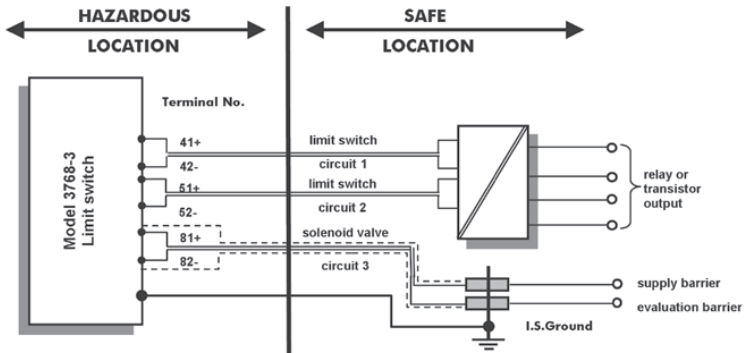 HAZARDOUS
LOCATION
SAFE
LOCATION
Model 3768-3
Limit switch
Terminal No.
41+
42-
51+
52-
81+
82-
limit switch
circuit 1
limit switch
circuit 2
solenoid valve
circuit 3
relay or
transistor
output
supply barrier
evaluation barrier
I.S.Ground